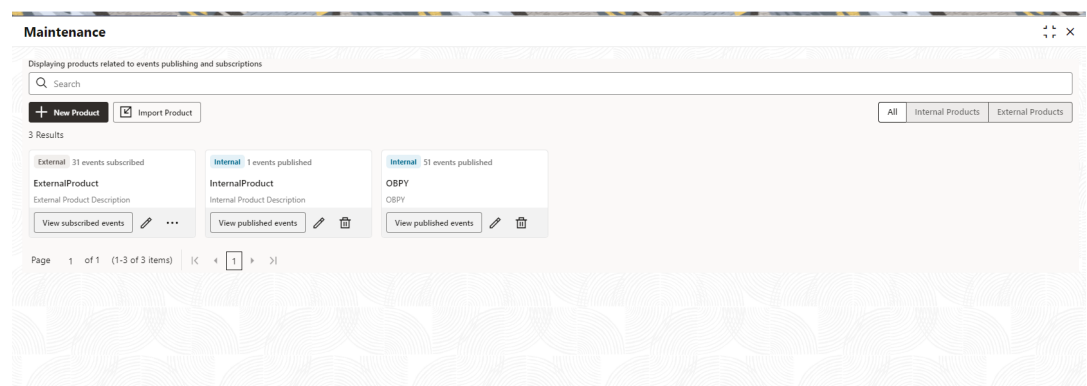 Maintenance
Displaying products related to events publishing and subscriptions
Search
New Product Import Product All Internal Products External Products
3 Results
External 31 events subscribed Internal 1 events published Internal 51 events published
ExternalProduct InternalProduct OBPY
External Product Description Internal Product Description OBPY
View subscribed events View published events View published events
Page 1 of 1 (1-3 of 3 items) 1